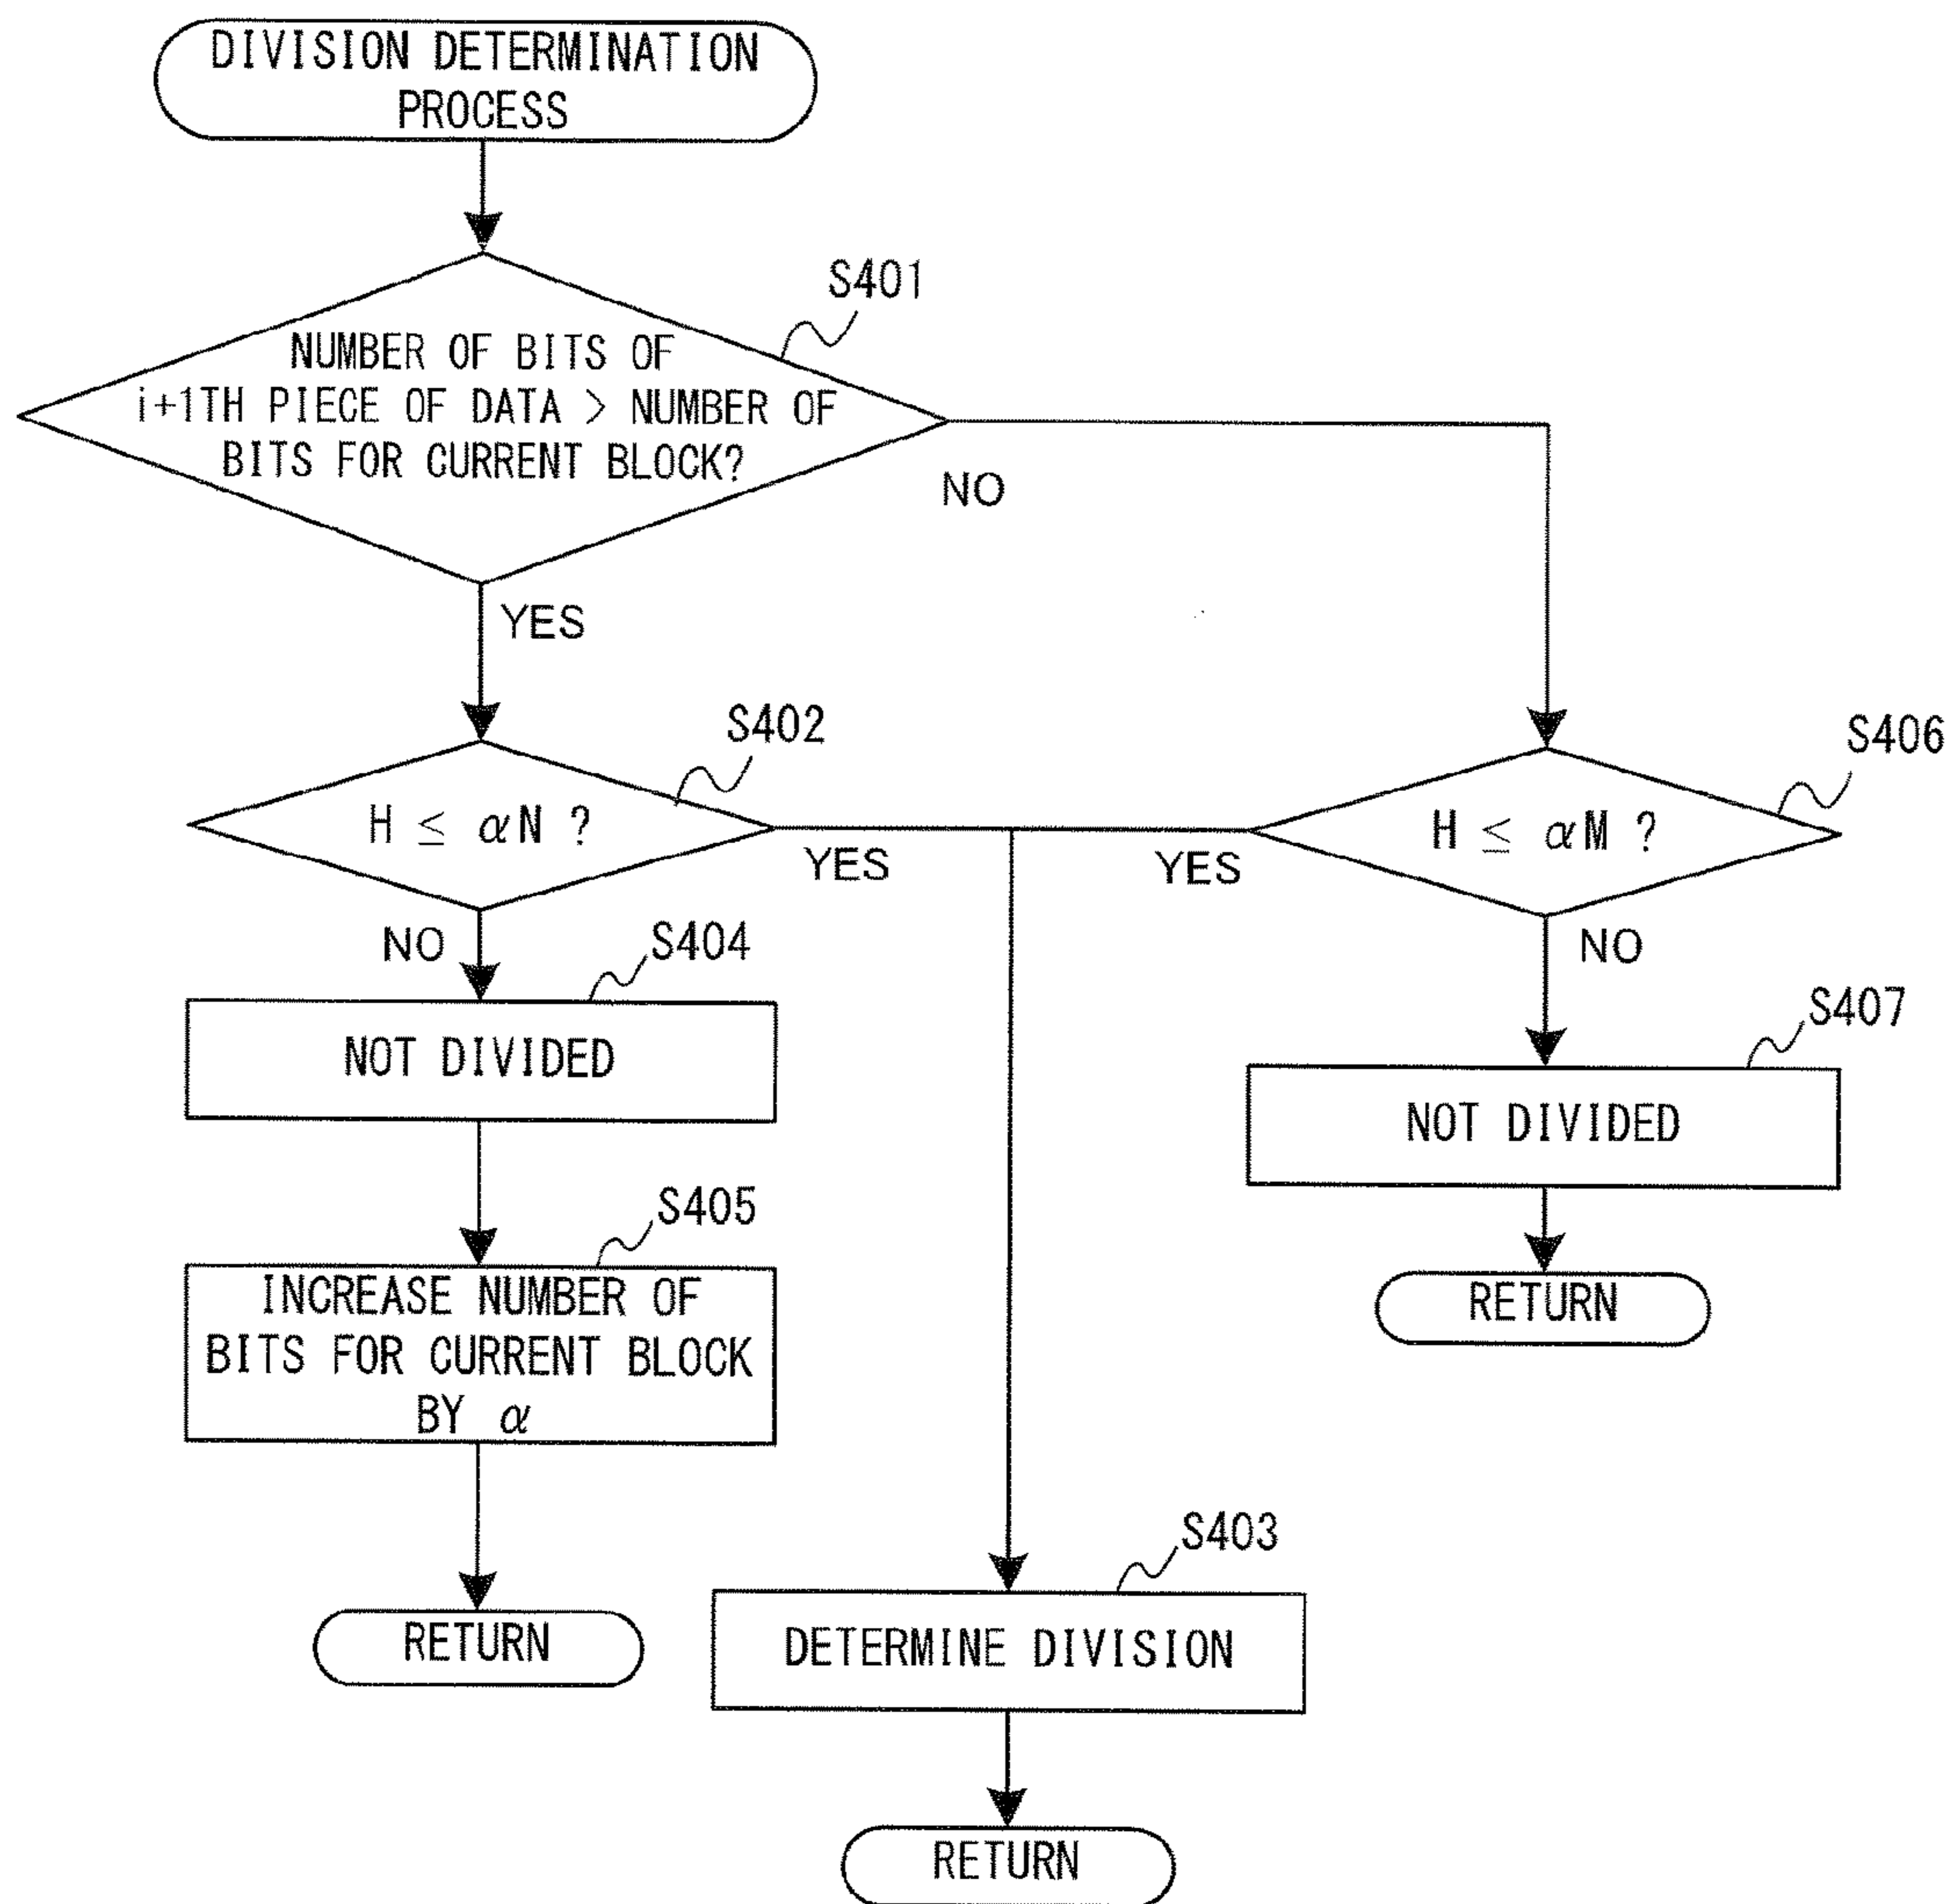 DIVISION DETERMINATION
PROCESS
S401
NUMBER OF BITS OF
i+1TH PIECE OF DATA > NUMBER OF
BITS FOR CURRENT BLOCK?
NO
YES
S402
H ≤ αN ?
YES
NO
S406
H ≤ αM ?
YES
NO
S404
NOT DIVIDED
S407
NOT DIVIDED
S405
INCREASE NUMBER OF
BITS FOR CURRENT BLOCK
BY α
RETURN
RETURN
S403
DETERMINE DIVISION
RETURN